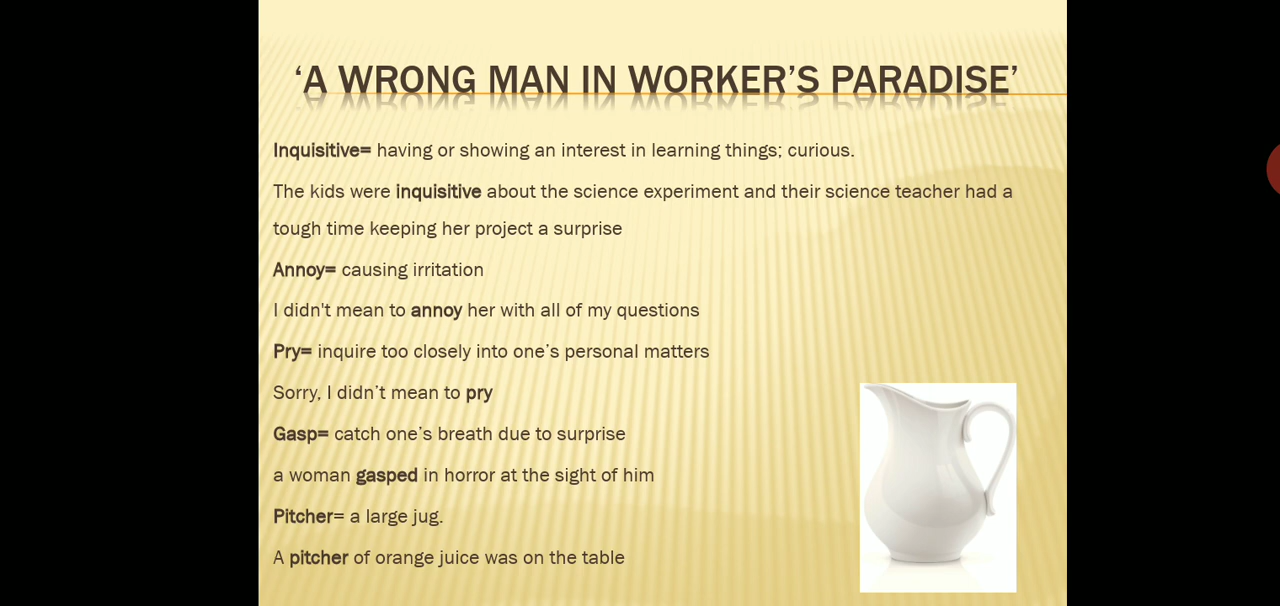 ‘A WRONG MAN IN WORKER’S PARADISE’
Inquisitive= having or showing an interest in learning things; curious.
The kids were inquisitive about the science experiment and their science teacher had a
tough time keeping her project a surprise
Annoy= causing irritation
I didn't mean to annoy her with all of my questions
Pry= inquire too closely into one’s personal matters
Sorry, I didn’t mean to pry
Gasp= catch one’s breath due to surprise
a woman gasped in horror at the sight of him
Pitcher= a large jug.
A pitcher of orange juice was on the table